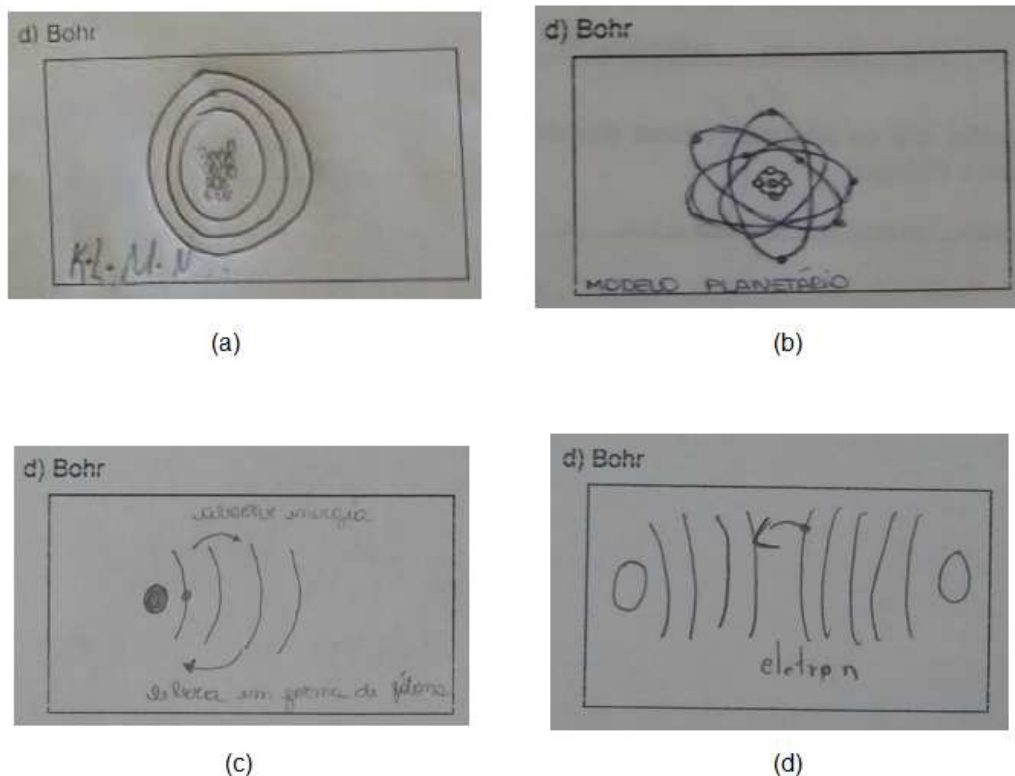 d) Bohr
K. L. M. N
(a)
d) Bohr
MODELO PLANETÁRIO
(b)
d) Bohr
absorve energia
libera em forma de fótons
(c)
d) Bohr
eletron
(d)